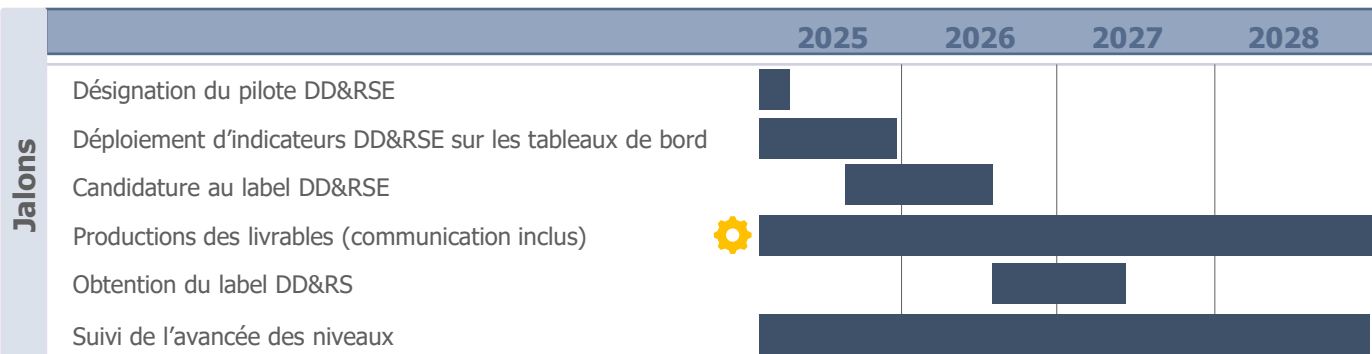 2025 2026 2027 2028
Jalons
Désignation du pilote DD&RSE
Déploiement d’indicateurs DD&RSE sur les tableaux de bord
Candidature au label DD&RSE
Productions des livrables (communication inclus)
Obtention du label DD&RS
Suivi de l’avancée des niveaux